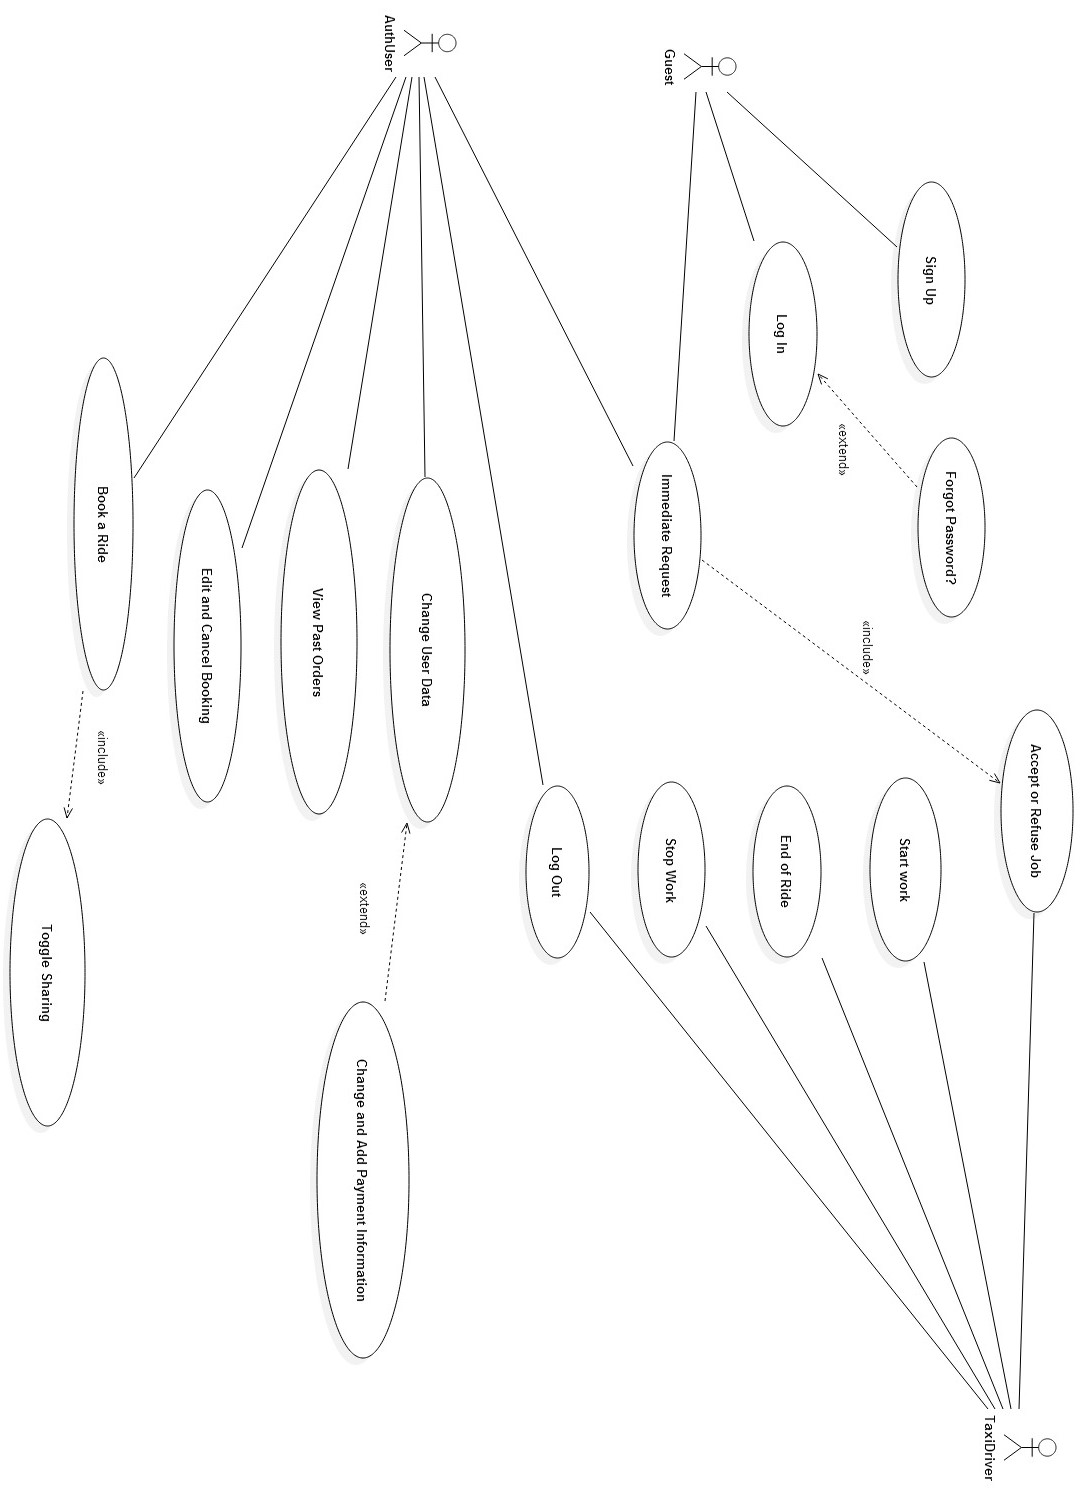 Sign Up
Forgot Password?
Accept or Refuse Job
Guest
Log In
«extend»
«include»
Start work
TaxiDriver
End of Ride
Immediate Request
Stop Work
Log Out
AuthUser
Change User Data
«extend»
Change and Add Payment Information
View Past Orders
Edit and Cancel Booking
Book a Ride
«include»
Toggle Sharing